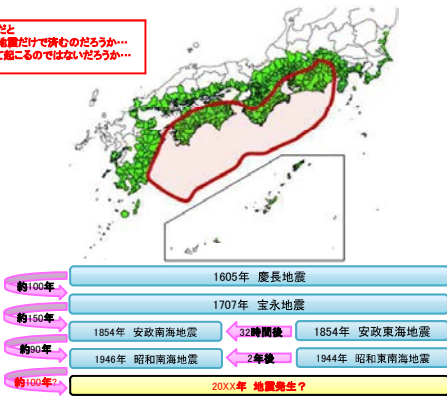 だと
地震だけで済むのだろうか…
て起こるのではないだろうか…
1605年 慶長地震
約100年
1707年 宝永地震
約150年
1854年 安政南海地震 32時間後 1854年 安政東海地震
約90年
1946年 昭和南海地震 2年後 1944年 昭和東南海地震
約100年?
20XX年 地震発生？